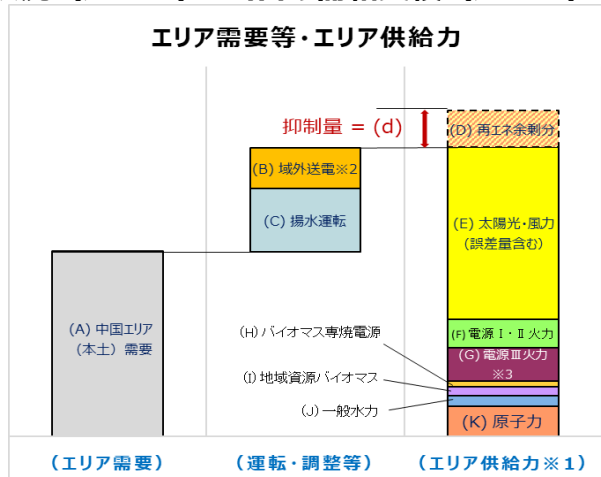 エリア需要等・エリア供給力
抑制量 = (d)
(D) 再エネ余剰分
(B) 域外送電※2
(C) 揚水運転
(E) 太陽光・風力
(誤差量含む)
(A) 中国エリア
(本土) 需要
(H) バイオマス専焼電源
(F) 電源Ⅰ・Ⅱ火力
(G) 電源Ⅲ火力
※3
(I) 地域資源バイオマス
(J) 一般水力
(K) 原子力
(エリア需要)
(運転・調整等)
(エリア供給力※1)